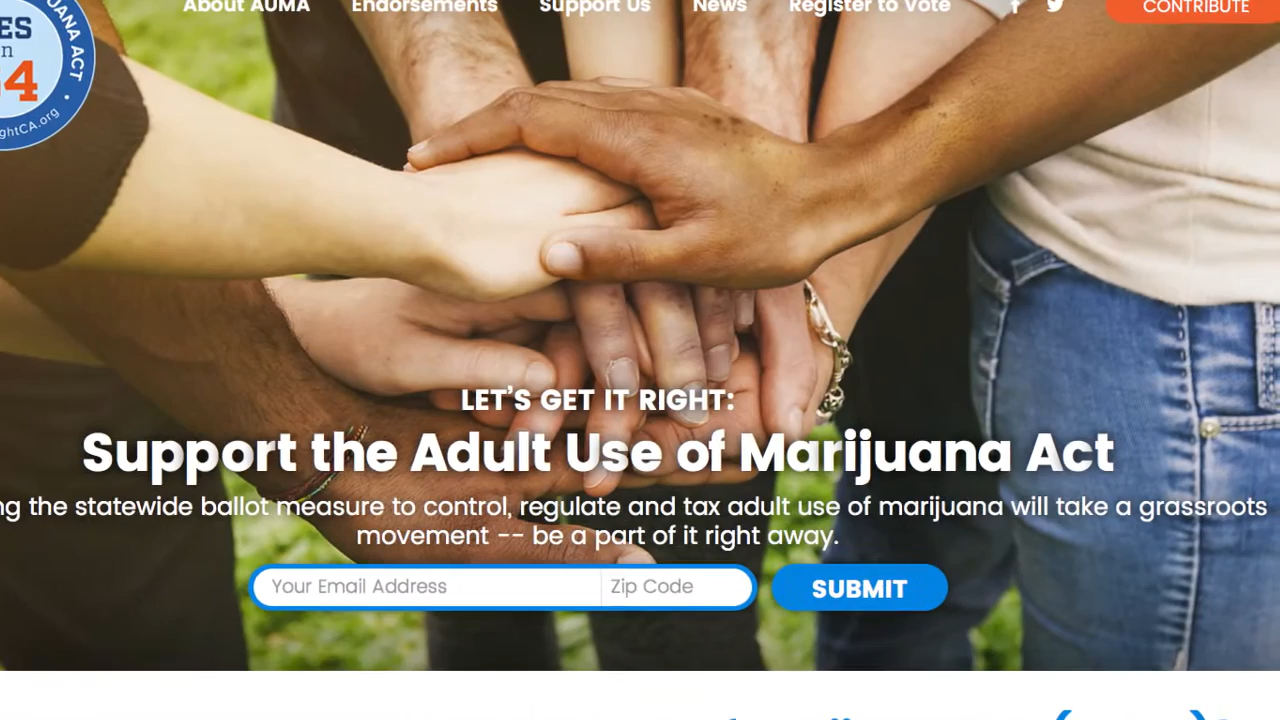 About AUMA Endorsements Support Us News Register to Vote CONTRIBUTE
ACT
LET'S GET IT RIGHT:
Support the Adult Use of Marijuana Act
the statewide ballot measure to control, regulate and tax adult use of marijuana will take a grassroots
movement -- be a part of it right away.
Your Email Address Zip Code SUBMIT